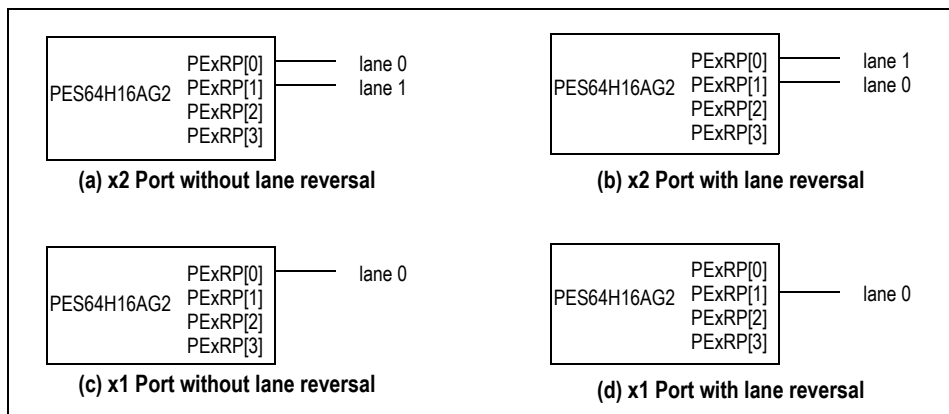 PES64H16AG2
PExRP[0] lane 0
PExRP[1] lane 1
PExRP[2]
PExRP[3]
(a) x2 Port without lane reversal
PES64H16AG2
PExRP[0] lane 1
PExRP[1] lane 0
PExRP[2]
PExRP[3]
(b) x2 Port with lane reversal
PES64H16AG2
PExRP[0] lane 0
PExRP[1]
PExRP[2]
PExRP[3]
(c) x1 Port without lane reversal
PES64H16AG2
PExRP[0]
PExRP[1] lane 0
PExRP[2]
PExRP[3]
(d) x1 Port with lane reversal